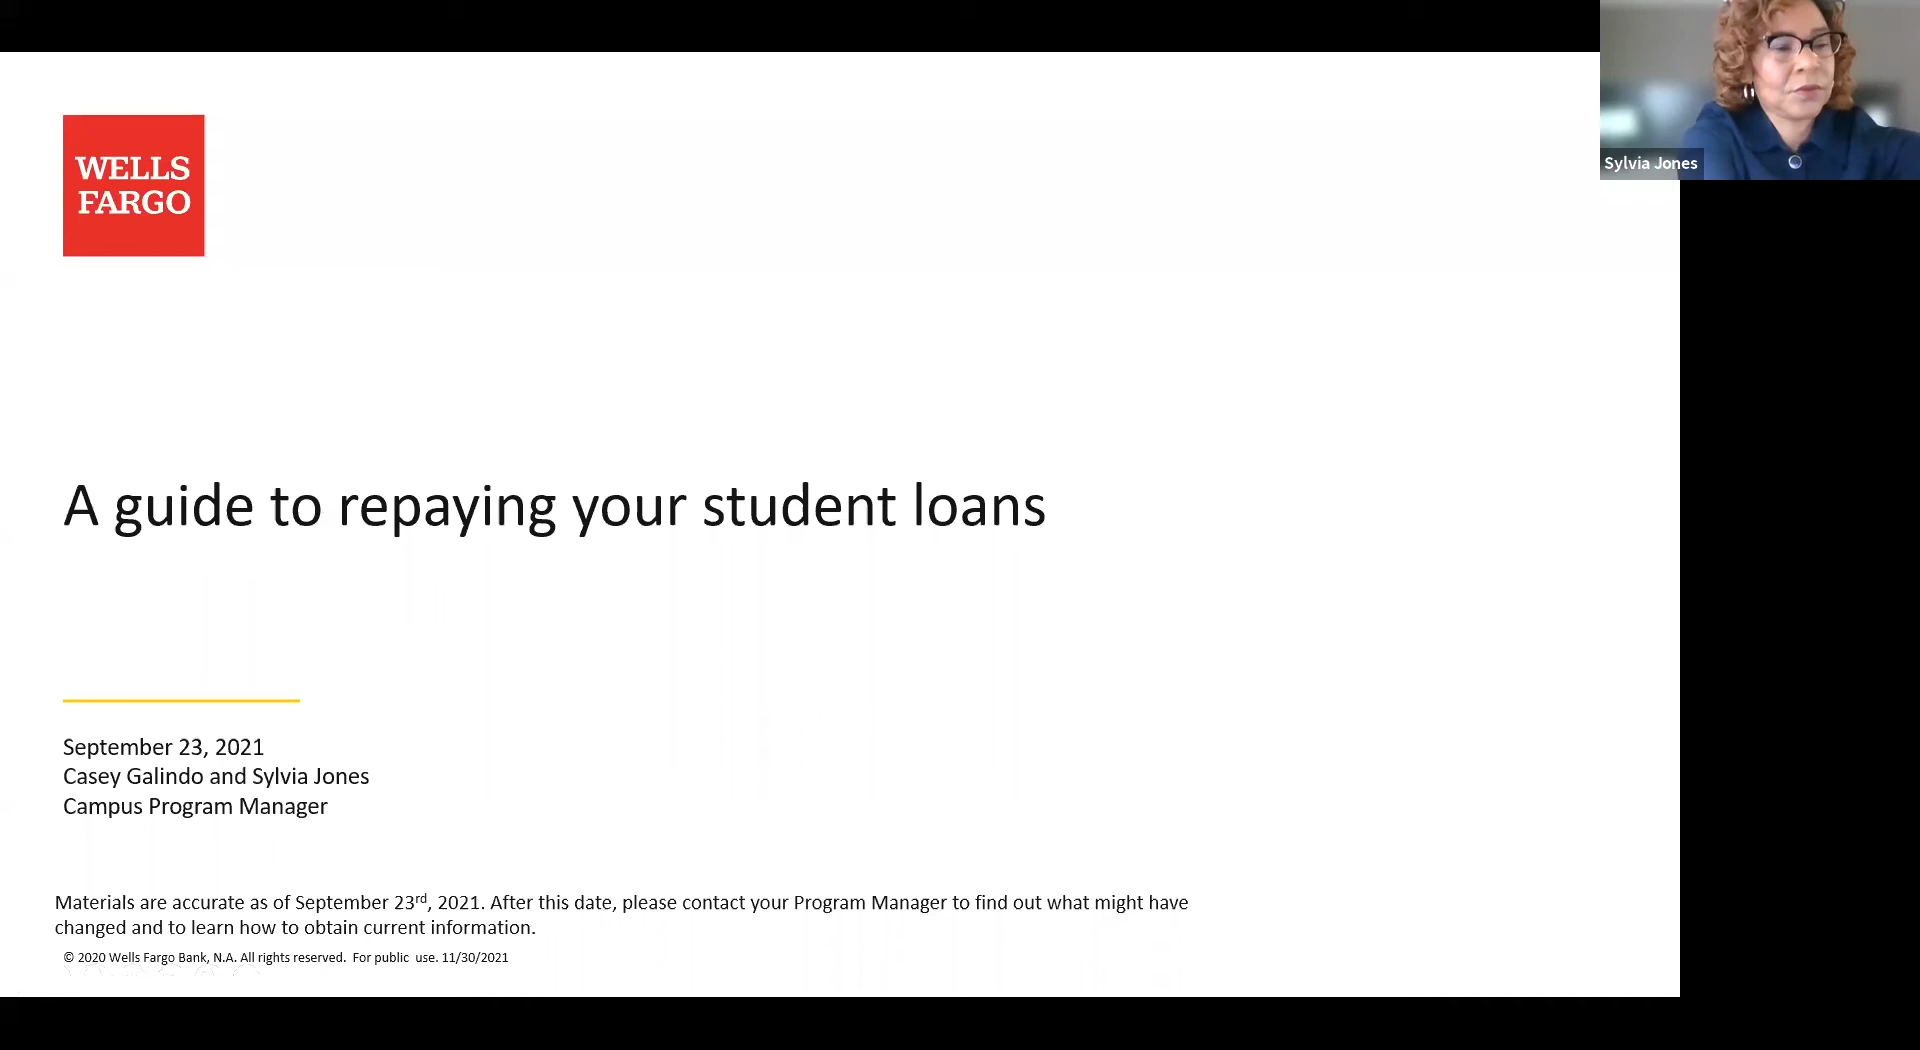 WELLS
FARGO
Sylvia Jones
A guide to repaying your student loans
September 23, 2021
Casey Galindo and Sylvia Jones
Campus Program Manager
Materials are accurate as of September 23rd, 2021. After this date, please contact your Program Manager to find out what might have
changed and to learn how to obtain current information.
© 2020 Wells Fargo Bank, N.A. All rights reserved. For public use. 11/30/2021